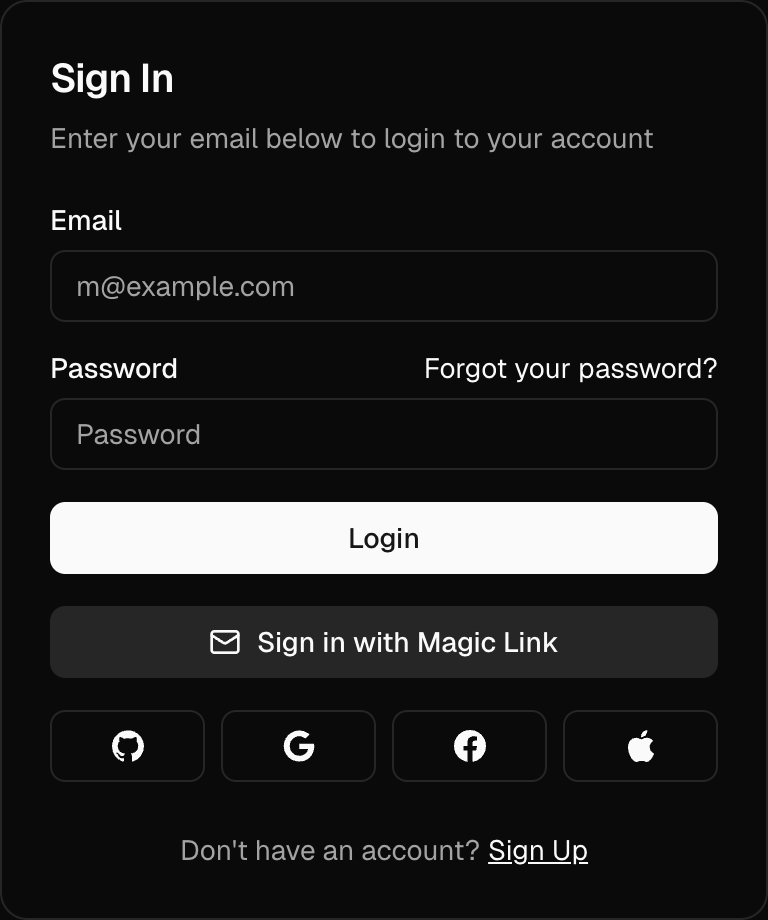 Sign In
Enter your email below to login to your account
Email
m@example.com
Password Forgot your password?
Password
Login
Sign in with Magic Link
Don't have an account? Sign Up